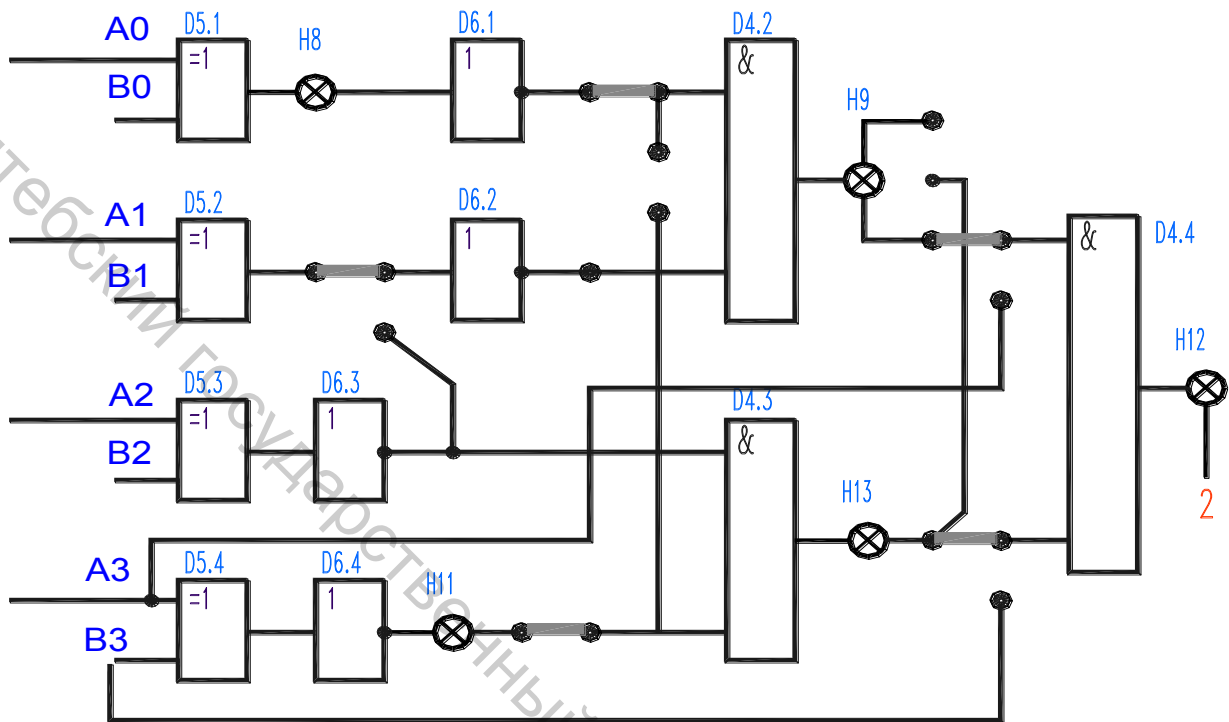 A0
D5.1
H8
D6.1
D4.2
=1
1
&
B0
H9
A1
D5.2
D6.2
=1
1
B1
&
D4.4
H12
A2
D5.3
D6.3
D4.3
=1
1
&
B2
H13
2
A3
D5.4
D6.4
H11
=1
1
B3
тебский государственный